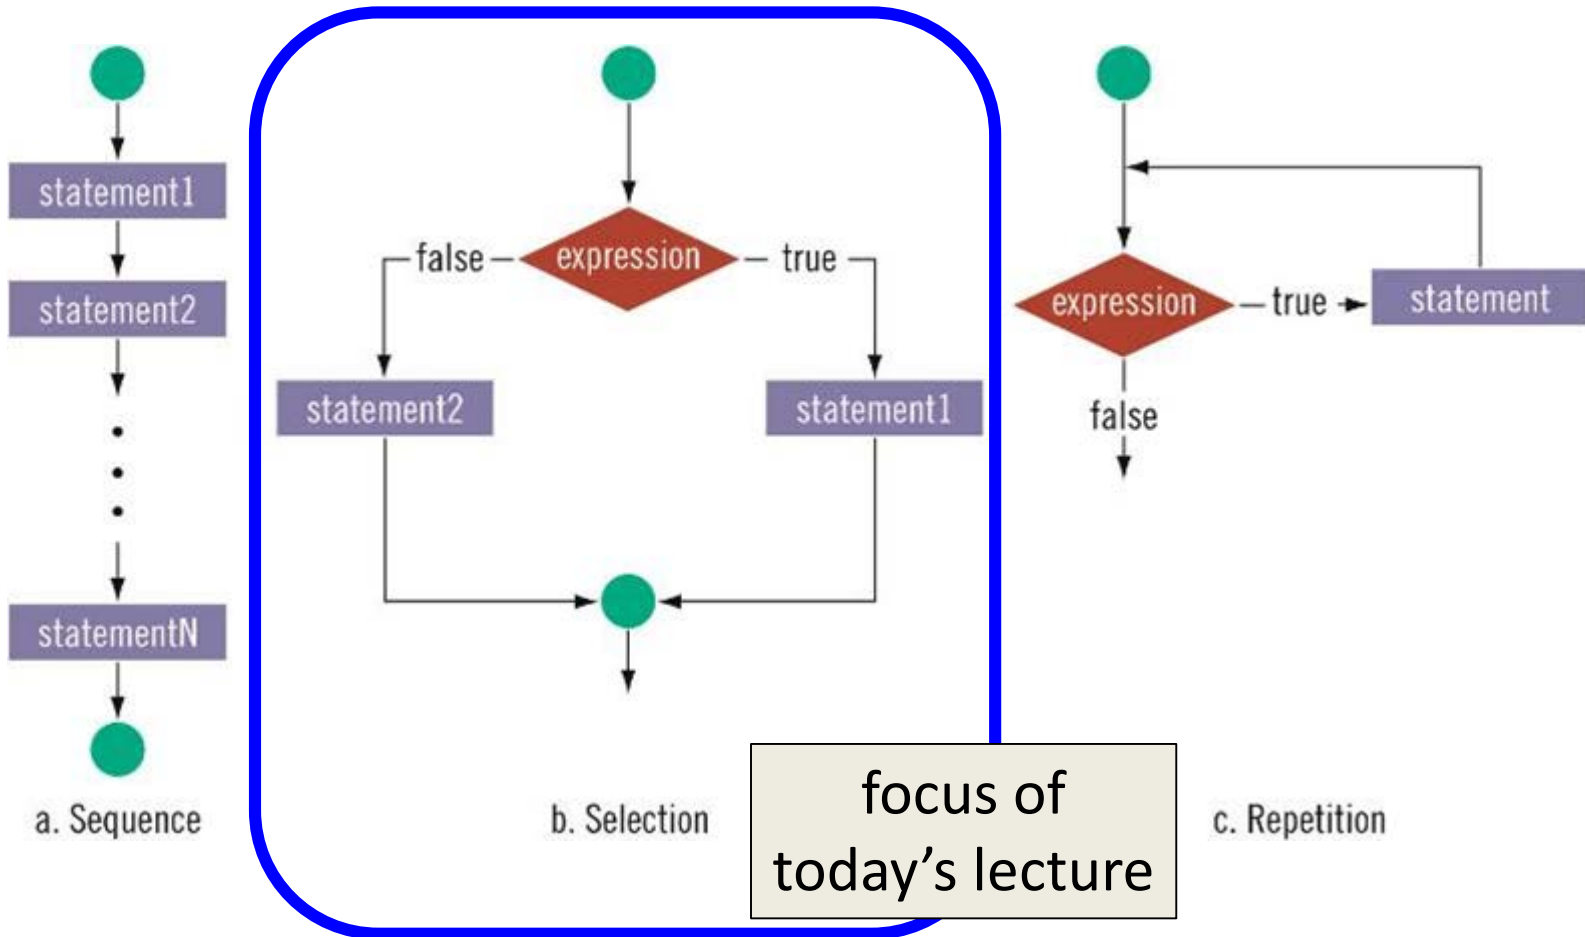 statement1
statement2
statementN
a. Sequence
false
expression
true
statement2
statement1
b. Selection
focus of
today’s lecture
expression
true
statement
false
c. Repetition